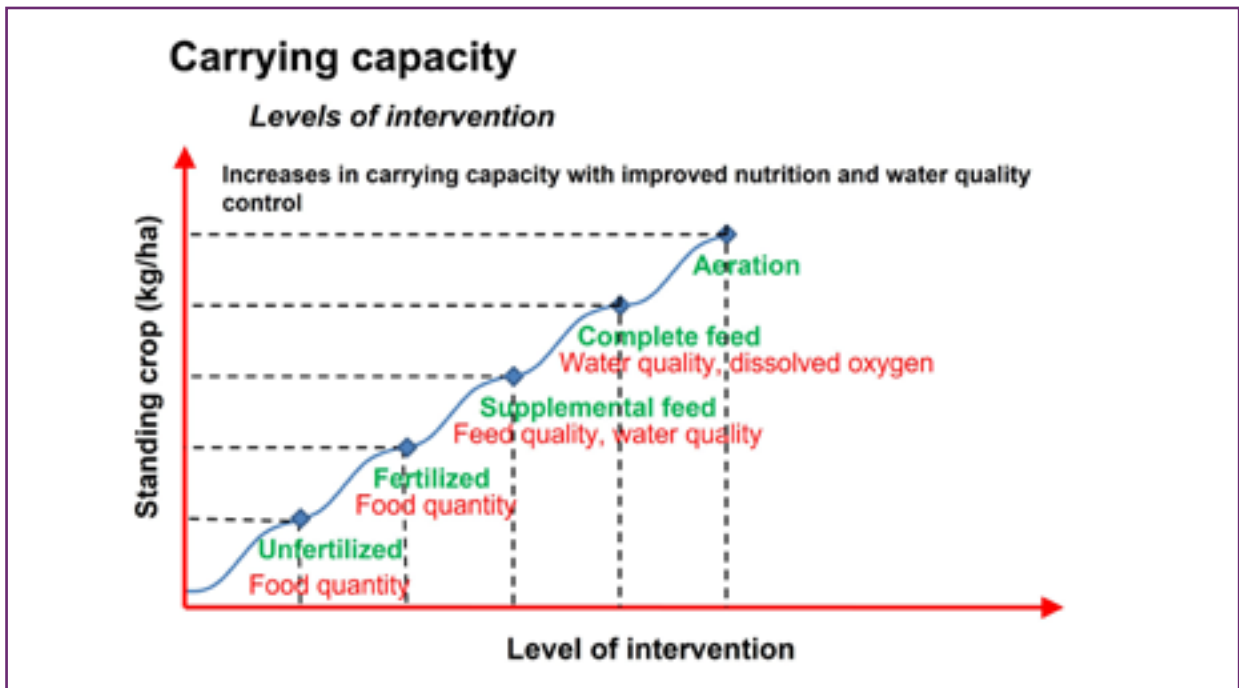 Carrying capacity
Levels of intervention
Increases in carrying capacity with improved nutrition and water quality
control
Aeration
Complete feed
Water quality, dissolved oxygen
Supplemental feed
Feed quality, water quality
Fertilized
Food quantity
Unfertilized
Food quantity
Standing crop (kg/ha)
Level of intervention